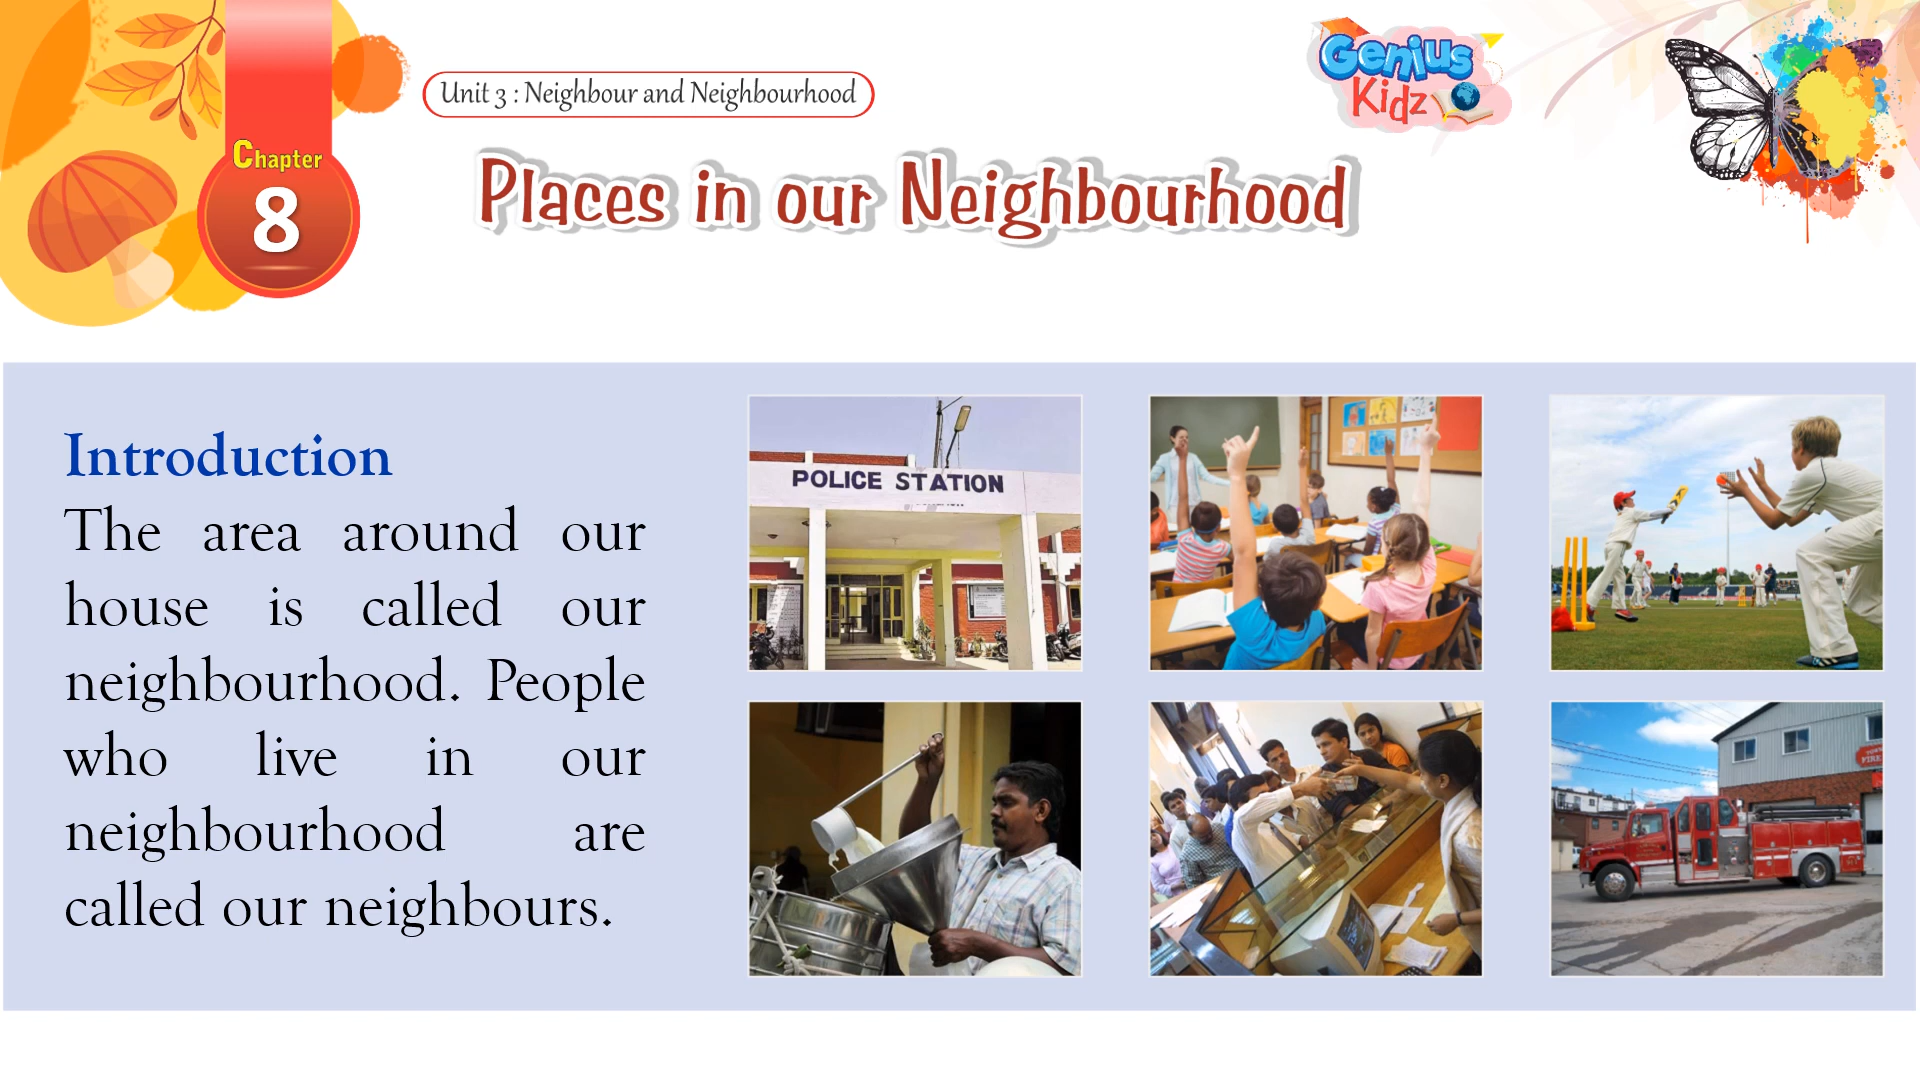 Unit 3 : Neighbour and Neighbourhood
Genius
Kidz
Chapter
8
Places in our Neighbourhood
Introduction
The area around our
house is called our
neighbourhood. People
who live in our
neighbourhood are
called our neighbours.
POLICE STATION
FIRE